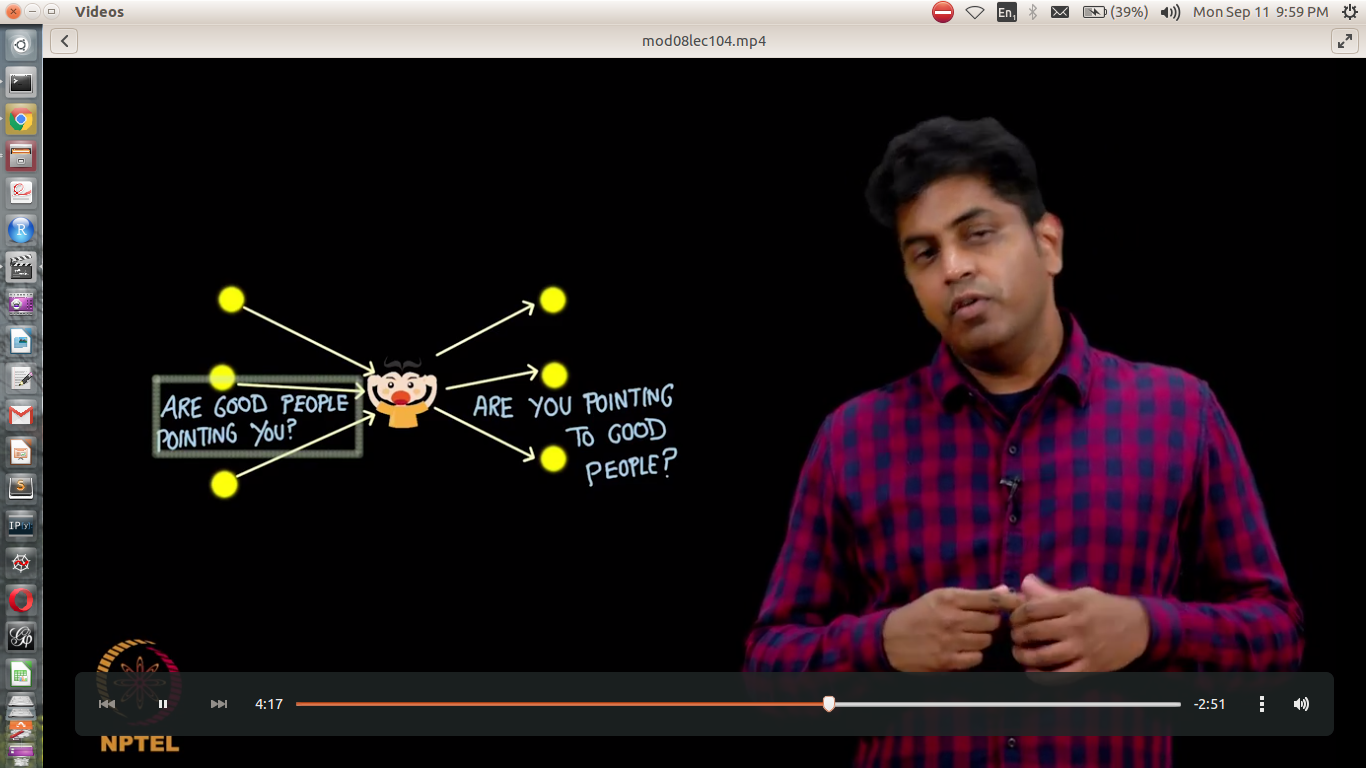 Videos
En1
(39%)
Mon Sep 11 9:59 PM
mod08lec104.mp4
ARE GOOD PEOPLE
POINTING YOU?
ARE YOU POINTING
TO GOOD
PEOPLE?
4:17
-2:51
NPTEL
R
S
IP[y]: